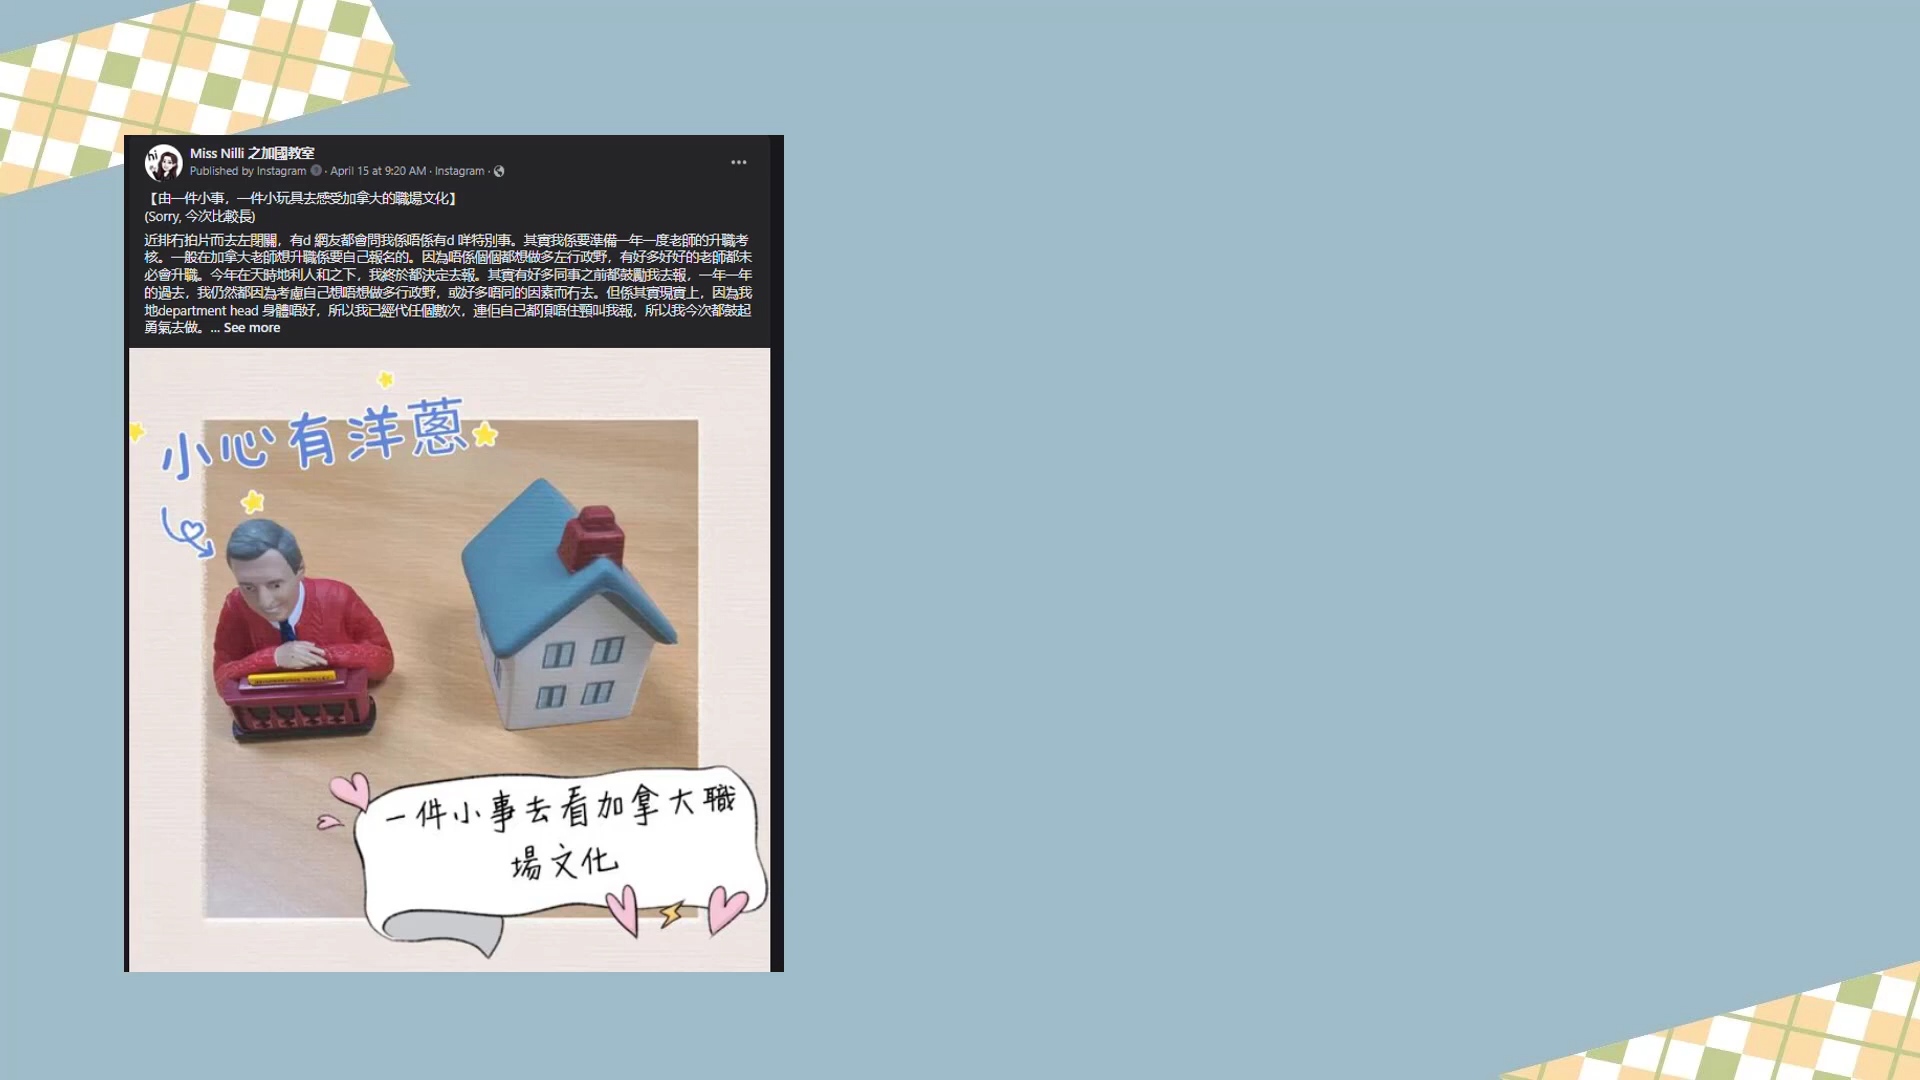 Miss Nilli 之加國教室
Published by Instagram · April 15 at 9:20 AM · Instagram ·
【由一件小事，一件小玩具去感受加拿大的職場文化】
(Sorry, 今次比較長)
近排冇拍片而去左閉關，有d 網友都會問我係唔係有d 咩特別事。其實我係要準備一年一度老師的升職考
核。一般在加拿大老師想升職係要自己報名的。因為唔係個個都想做多左行政野，有好多好好的老師都未
必會升職。今年在天時地利人和之下，我終於都決定去報。其實有好多同事之前都鼓勵我去報，一年一年
的過去，我仍然都因為考慮自己想唔想做多行政野，或好多唔同的因素而冇去。但係其實現實上，因為我
地department head 身體唔好，所以我已經代任個數次，連佢自己都頂唔住頸叫我報，所以我今次都鼓起
勇氣去做。... See more
hi
小心有洋蔥
一件小事去看加拿大職
場文化